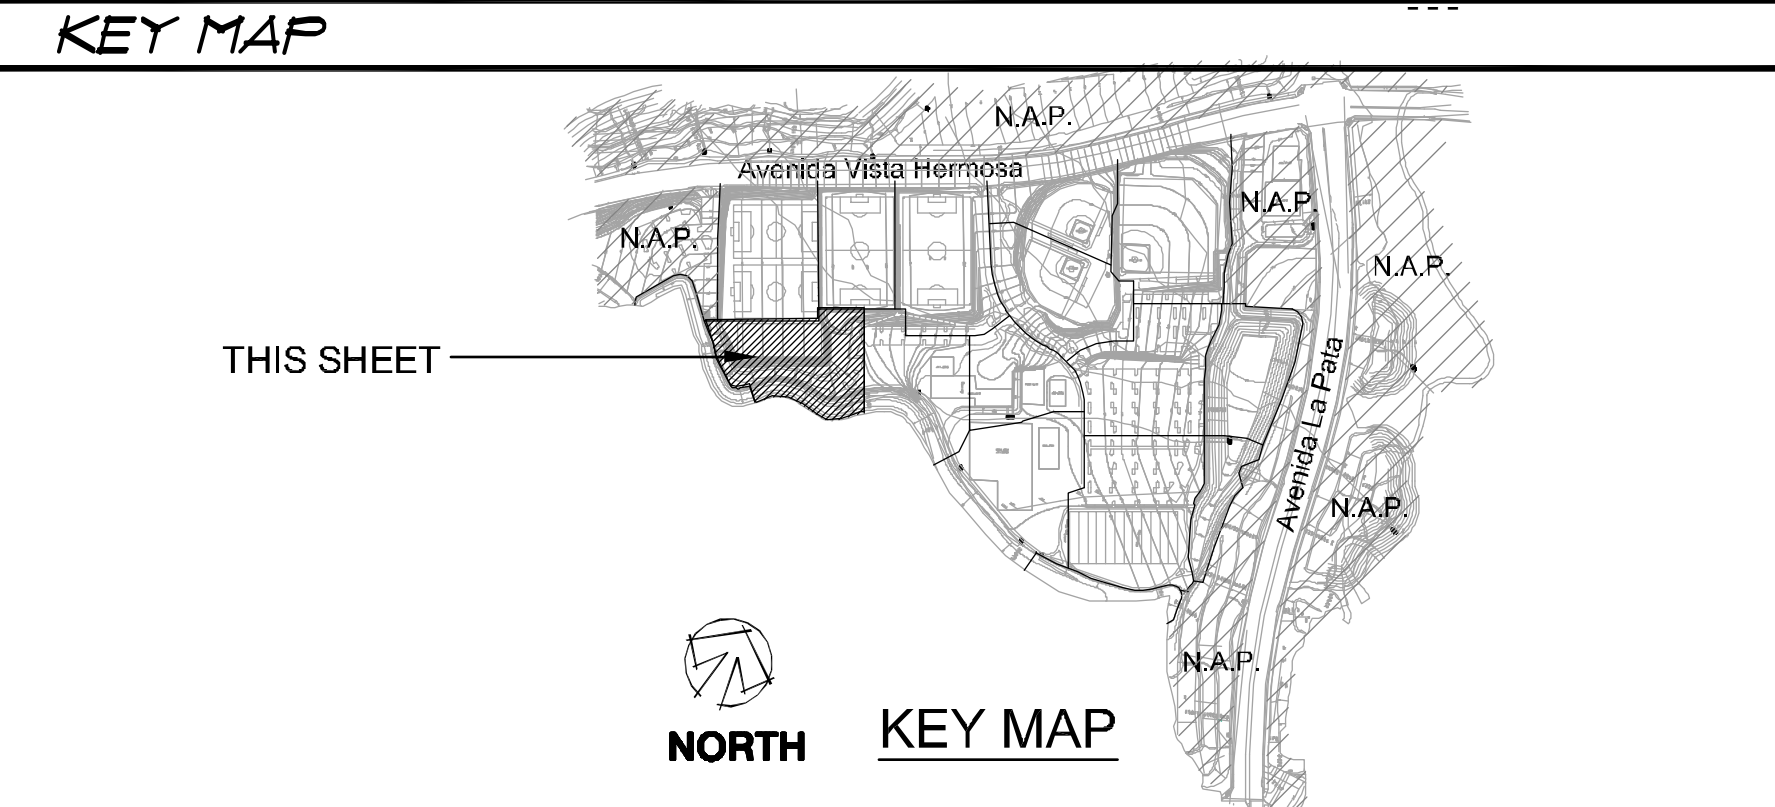 KEY MAP
N.A.P.
Avenida Vista Hermosa
N.A.P.
N.A.P.
N.A.P.
THIS SHEET
Avenida La Pata
N.A.P.
N.A.P.
NORTH
KEY MAP